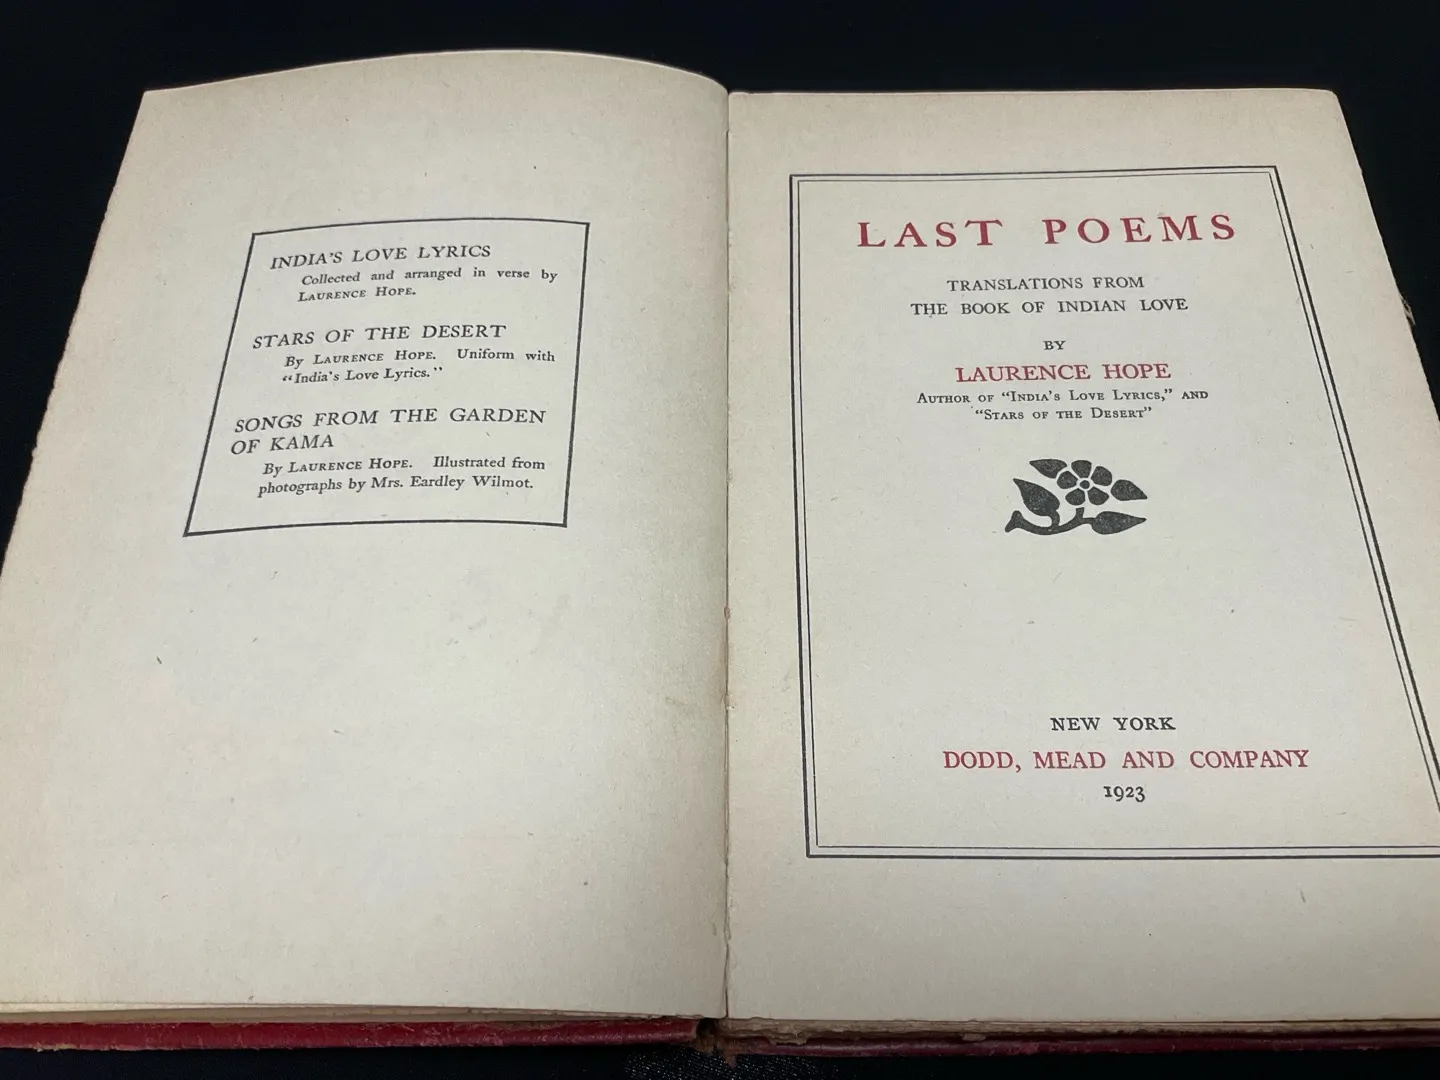 INDIA'S LOVE LYRICS
Collected and arranged in verse by
LAURENCE HOPE.
STARS OF THE DESERT
By LAURENCE HOPE. Uniform with
"India's Love Lyrics."
SONGS FROM THE GARDEN
OF KAMA
By LAURENCE HOPE. Illustrated from
photographs by Mrs. Eardley Wilmot.
LAST POEMS
TRANSLATIONS FROM
THE BOOK OF INDIAN LOVE
BY
LAURENCE HOPE
AUTHOR OF "INDIA'S LOVE LYRICS," AND
"STARS OF THE DESERT"
NEW YORK
DODD, MEAD AND COMPANY
1923